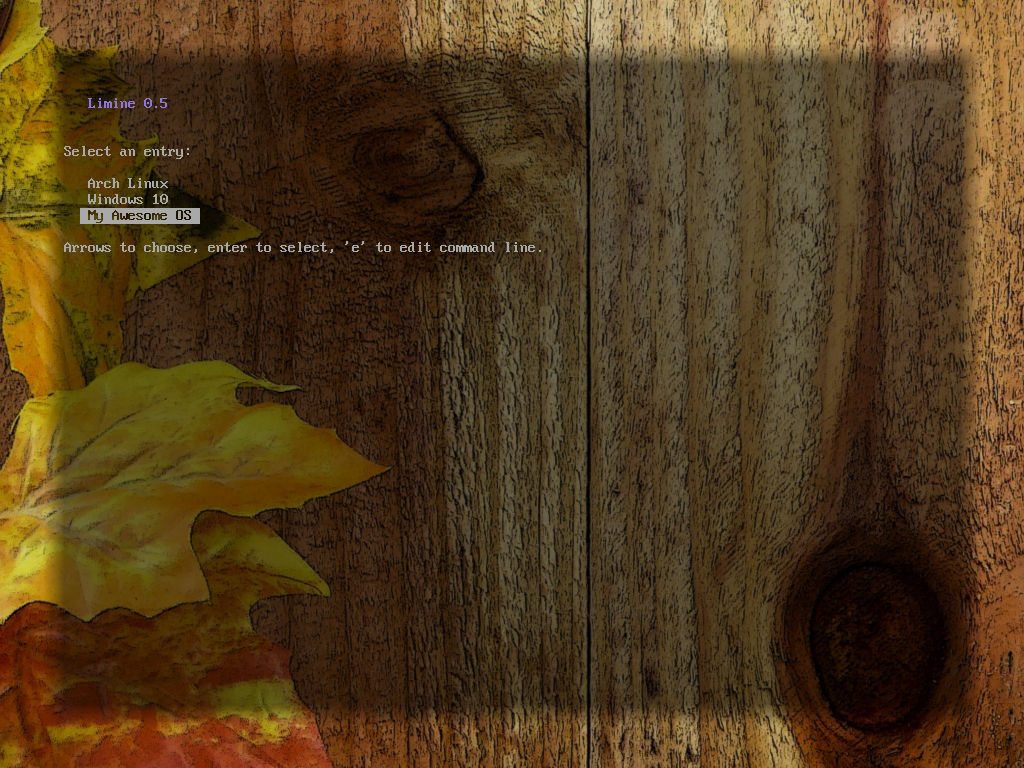 Limine 0.5
Select an entry:
Arch Linux
Windows 10
My Awesome OS
Arrows to choose, enter to select, 'e' to edit command line.